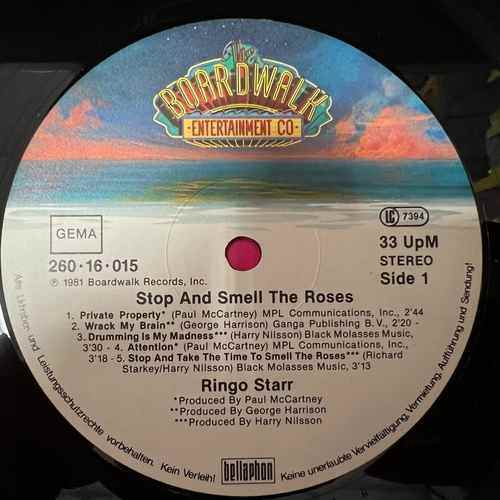 The
BOARDWALK
ENTERTAINMENT CO
GEMA
LC 7394
260·16·015
33 UpM
℗ 1981 Boardwalk Records, Inc.
STEREO
Side 1
Stop And Smell The Roses
1. Private Property* (Paul McCartney) MPL Communications, Inc., 2'44
2. Wrack My Brain** (George Harrison) Ganga Publishing B.V., 2'20 -
3. Drumming Is My Madness*** (Harry Nilsson) Black Molasses Music,
3'30 - 4. Attention* (Paul McCartney) MPL Communications, Inc.,
3'18 - 5. Stop And Take The Time To Smell The Roses*** (Richard
Starkey/Harry Nilsson) Black Molasses Music, 3'13
Ringo Starr
*Produced By Paul McCartney
**Produced By George Harrison
***Produced By Harry Nilsson
bellaphon
Alle Urheber- und Leistungsschutzrechte vorbehalten. Kein Verleih! Keine unerlaubte Vervielfältigung, Vermietung, Aufführung und Sendung!